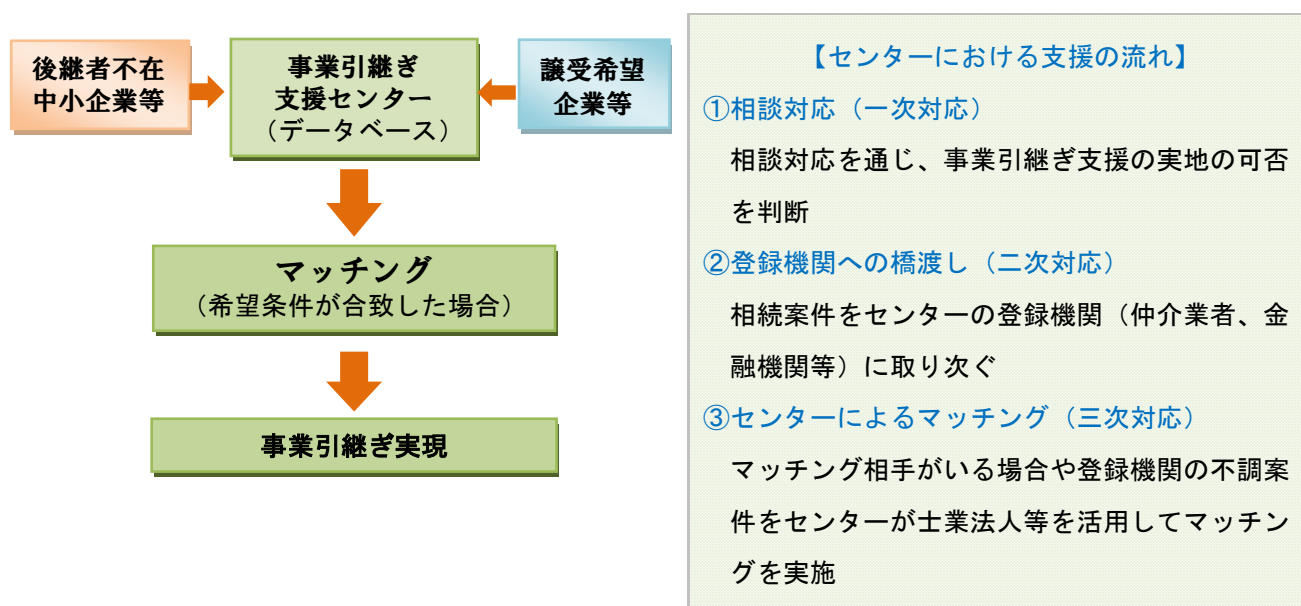 後継者不在
中小企業等
事業引継ぎ
支援センター
（データベース）
譲受希望
企業等
マッチング
（希望条件が合致した場合）
事業引継ぎ実現
【センターにおける支援の流れ】
①相談対応（一次対応）
相談対応を通じ、事業引継ぎ支援の実地の可否
を判断
②登録機関への橋渡し（二次対応）
相続案件をセンターの登録機関（仲介業者、金
融機関等）に取り次ぐ
③センターによるマッチング（三次対応）
マッチング相手がいる場合や登録機関の不調案
件をセンターが士業法人等を活用してマッチン
グを実施